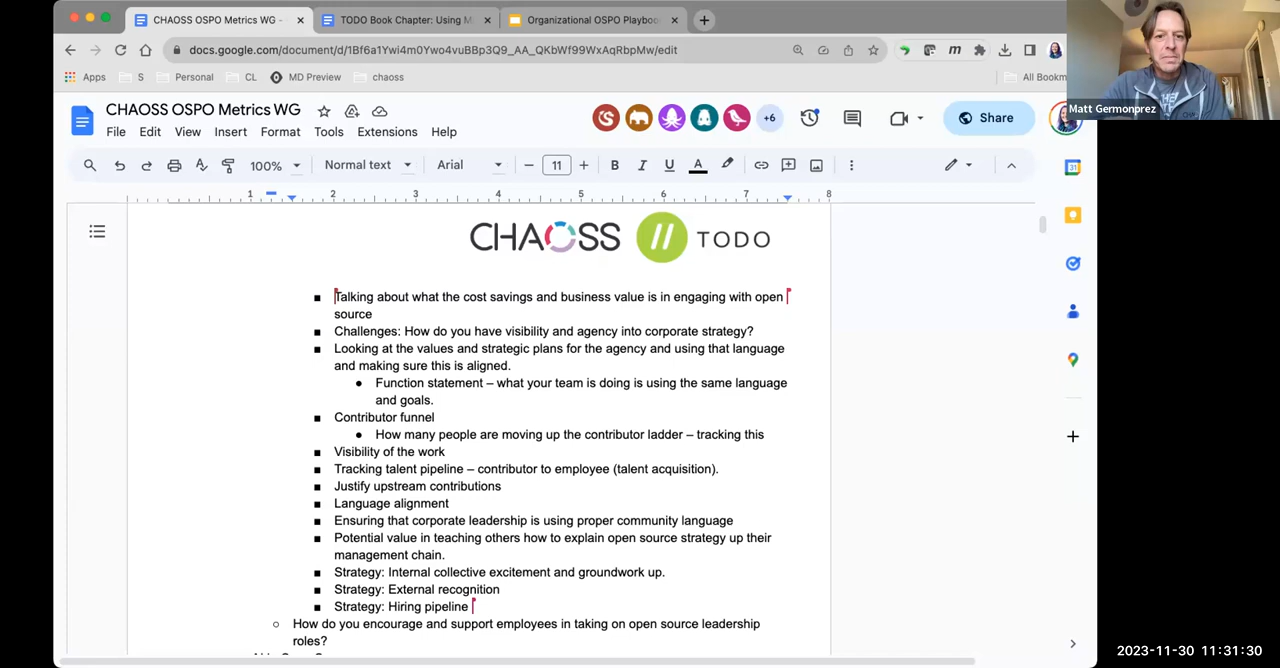 CHAOSS OSPO Metrics WG -
TODO Book Chapter: Using M
Organizational OSPO Playboo
docs.google.com/document/d/1Bf6a1Ywi4m0Ywo4vuBBp3Q9_AA_QKbWf99WxAqRbpMw/edit
Apps
S
Personal
CL
MD Preview
chaoss
All Bookm
Matt Germonprez
CHAOSS OSPO Metrics WG
File Edit View Insert Format Tools Extensions Help
+6
Share
100%
Normal text
Arial
11
B I U A
31
1 2 3 4 5 6 7 8
CHAOSS // TODO
Talking about what the cost savings and business value is in engaging with open
source
Challenges: How do you have visibility and agency into corporate strategy?
Looking at the values and strategic plans for the agency and using that language
and making sure this is aligned.
Function statement – what your team is doing is using the same language
and goals.
Contributor funnel
How many people are moving up the contributor ladder – tracking this
Visibility of the work
Tracking talent pipeline – contributor to employee (talent acquisition).
Justify upstream contributions
Language alignment
Ensuring that corporate leadership is using proper community language
Potential value in teaching others how to explain open source strategy up their
management chain.
Strategy: Internal collective excitement and groundwork up.
Strategy: External recognition
Strategy: Hiring pipeline
How do you encourage and support employees in taking on open source leadership
roles?
2023-11-30 11:31:30